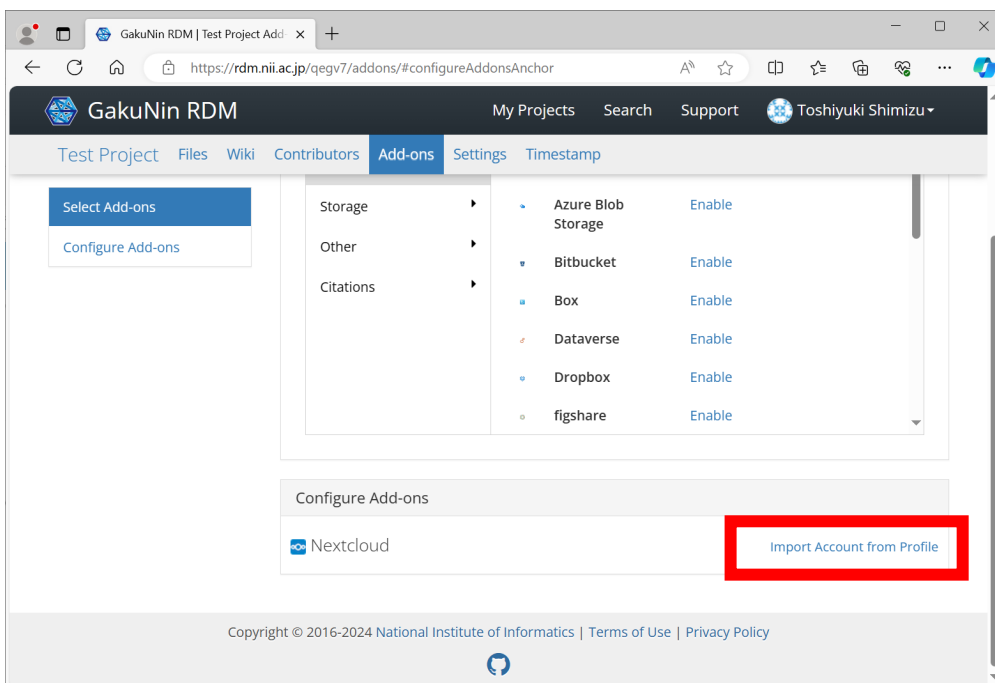 GakuNin RDM | Test Project Add
https://rdm.nii.ac.jp/qegv7/addons/#configureAddonsAnchor
GakuNin RDM
My Projects Search Support Toshiyuki Shimizu
Test Project Files Wiki Contributors Add-ons Settings Timestamp
Select Add-ons
Configure Add-ons
Storage
Other
Citations
Azure Blob Storage Enable
Bitbucket Enable
Box Enable
Dataverse Enable
Dropbox Enable
figshare Enable
Configure Add-ons
Nextcloud Import Account from Profile
Copyright © 2016-2024 National Institute of Informatics | Terms of Use | Privacy Policy